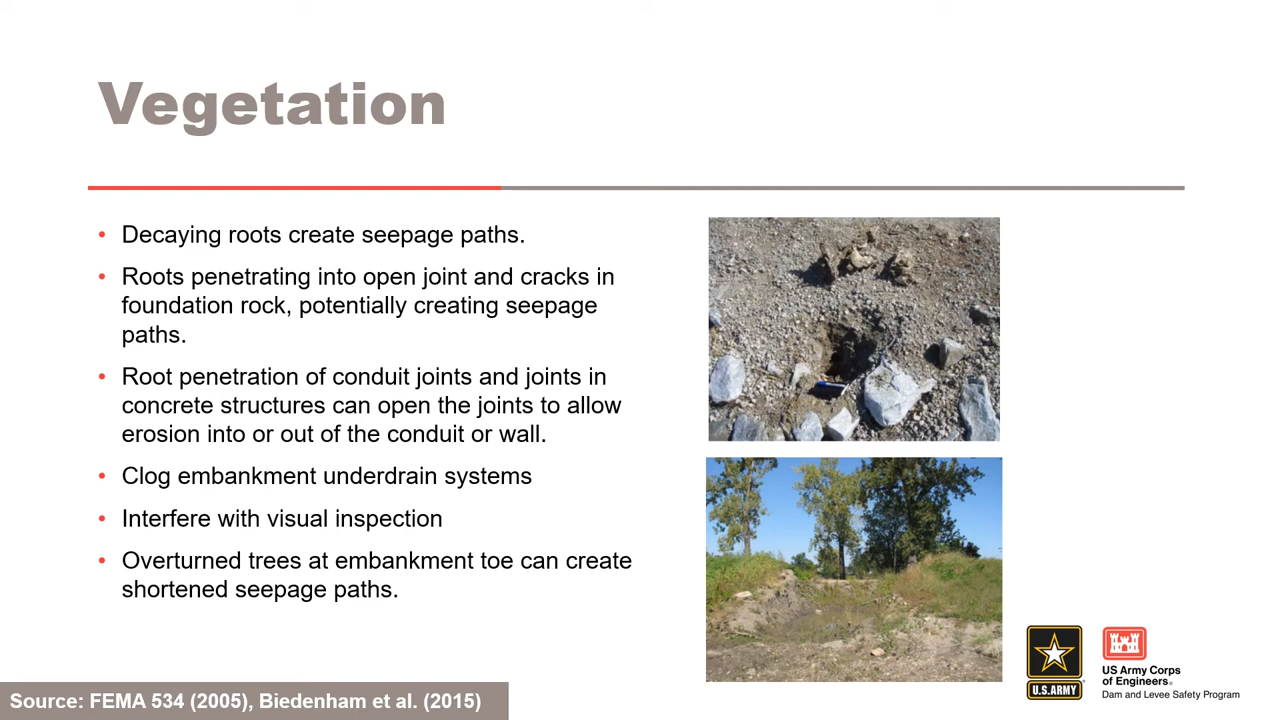 Vegetation
• Decaying roots create seepage paths.
• Roots penetrating into open joint and cracks in
foundation rock, potentially creating seepage
paths.
• Root penetration of conduit joints and joints in
concrete structures can open the joints to allow
erosion into or out of the conduit or wall.
• Clog embankment underdrain systems
• Interfere with visual inspection
• Overturned trees at embankment toe can create
shortened seepage paths.
U.S.ARMY
US Army Corps
of Engineers®
Dam and Levee Safety Program
Source: FEMA 534 (2005), Biedenham et al. (2015)